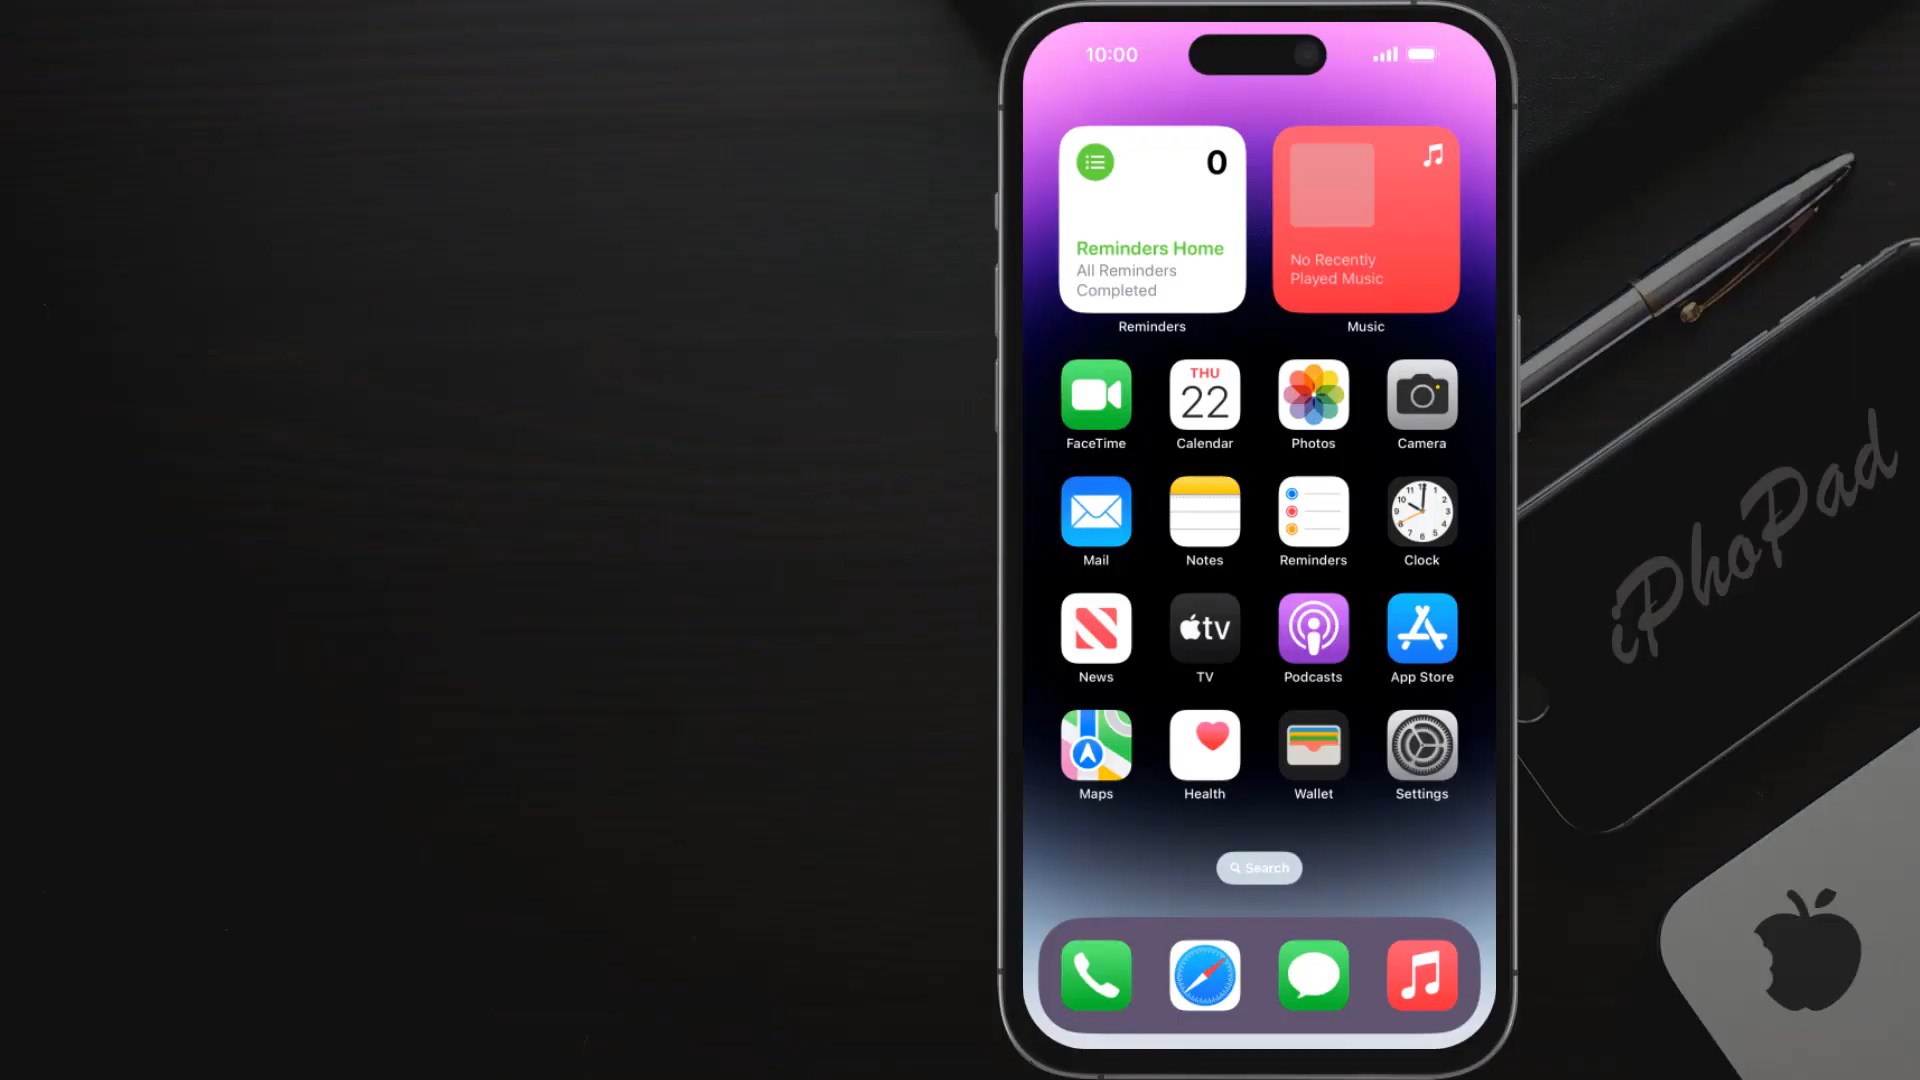 10:00
0
Reminders Home
All Reminders
Completed
No Recently
Played Music
Reminders
Music
THU
22
FaceTime
Calendar
Photos
Camera
Mail
Notes
Reminders
Clock
tv
News
TV
Podcasts
App Store
Maps
Health
Wallet
Settings
Search
iPhoPad